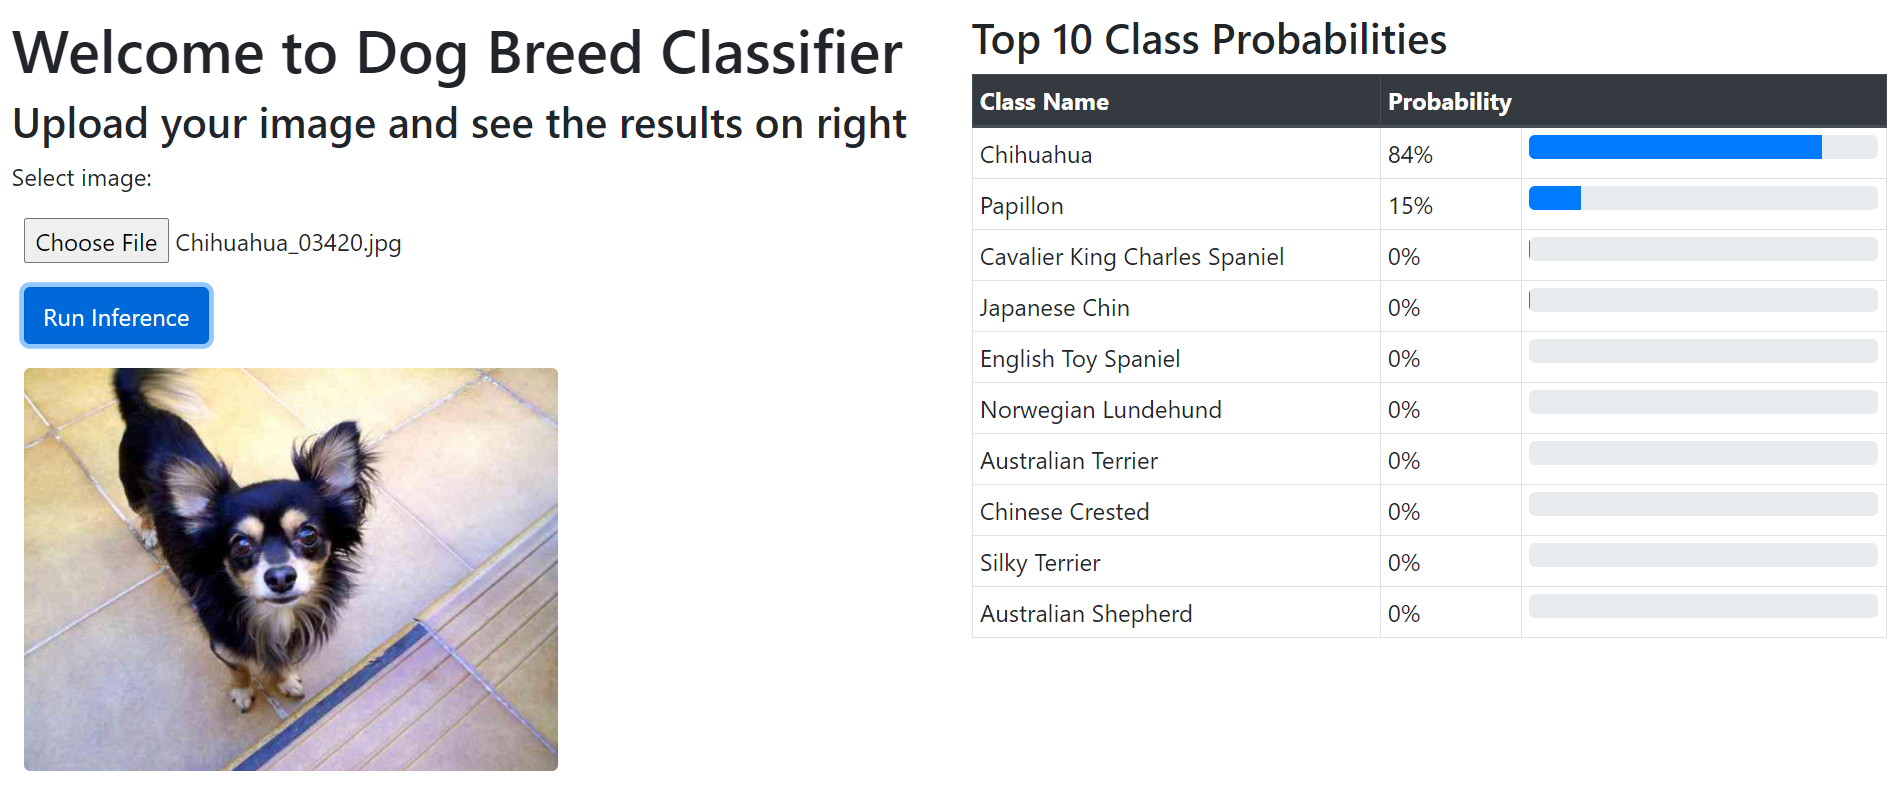 Welcome to Dog Breed Classifier
Upload your image and see the results on right
Select image:
Choose File Chihuahua_03420.jpg
Run Inference
Top 10 Class Probabilities
Class Name Probability
Chihuahua 84%
Papillon 15%
Cavalier King Charles Spaniel 0%
Japanese Chin 0%
English Toy Spaniel 0%
Norwegian Lundehund 0%
Australian Terrier 0%
Chinese Crested 0%
Silky Terrier 0%
Australian Shepherd 0%